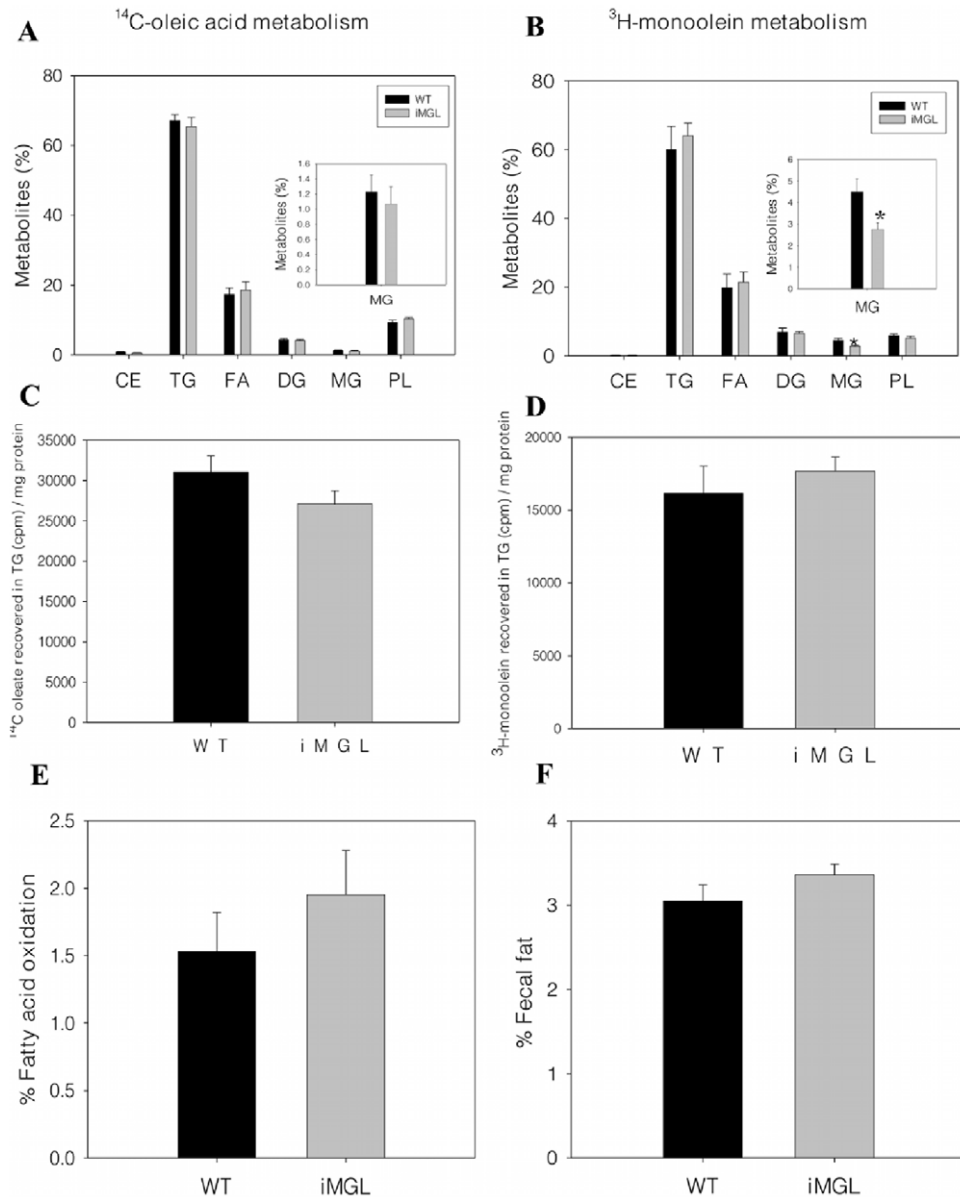 A
¹⁴C-oleic acid metabolism
80
60
40
20
0
Metabolites (%)
WT
iMGL
1.6
1.4
1.2
1.0
0.8
0.6
0.4
0.2
0.0
Metabolites (%)
MG
CE TG FA DG MG PL
B
³H-monoolein metabolism
80
60
40
20
0
Metabolites (%)
WT
iMGL
6
5
4
3
2
1
0
Metabolites (%)
*
MG
*
CE TG FA DG MG PL
C
35000
30000
25000
20000
15000
10000
5000
0
¹⁴C oleate recovered in TG (cpm) / mg protein
W T i M G L
D
20000
15000
10000
5000
0
³H-monoolein recovered in TG (cpm) / mg protein
W T i M G L
E
2.5
2.0
1.5
1.0
0.5
0.0
% Fatty acid oxidation
WT iMGL
F
4
3
2
1
0
% Fecal fat
WT iMGL